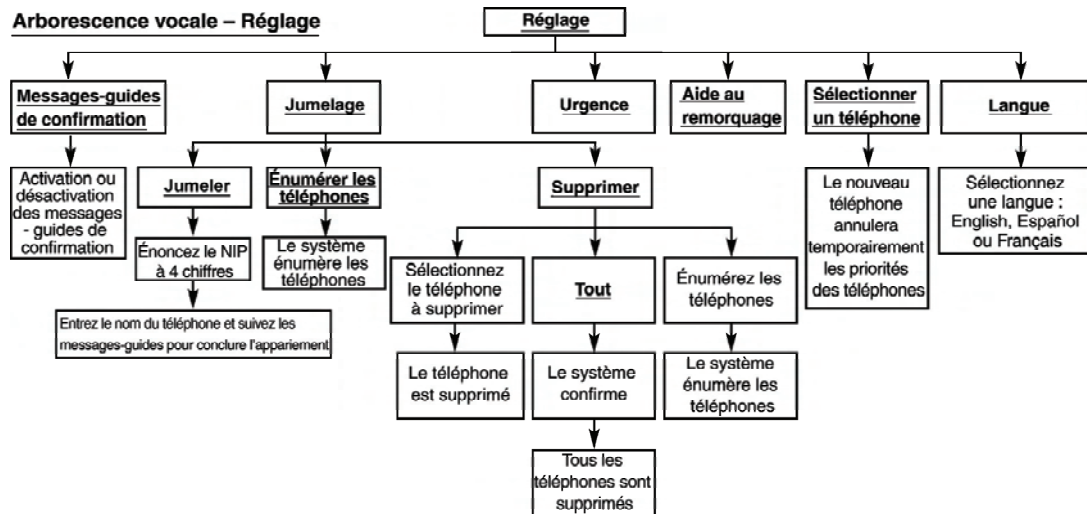 Arborescence vocale – Réglage
Réglage
Messages-guides
de confirmation
Jumelage
Urgence
Aide au
remorquage
Sélectionner
un téléphone
Langue
Activation ou
désactivation
des messages
- guides de
confirmation
Jumeler
Énumérer les
téléphones
Supprimer
Le nouveau
téléphone
annulera
temporairement
les priorités
des téléphones
Sélectionnez
une langue :
English, Español
ou Français
Énoncez le NIP
à 4 chiffres
Le système
énumère les
téléphones
Sélectionnez
le téléphone
à supprimer
Tout
Énumérez les
téléphones
Entrez le nom du téléphone et suivez les
messages-guides pour conclure l'appariement
Le téléphone
est supprimé
Le système
confirme
Le système
énumère les
téléphones
Tous les
téléphones sont
supprimés